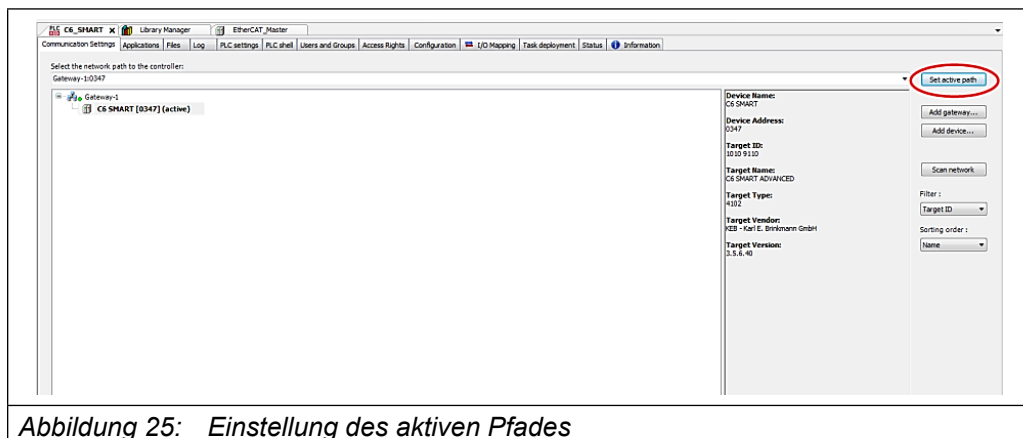 PLC C6_SMART X Library Manager EtherCAT_Master
Communication Settings Applications Files Log PLC settings PLC shell Users and Groups Access Rights Configuration I/O Mapping Task deployment Status Information
Select the network path to the controller:
Gateway-1:0347
Set active path
Gateway-1
C6 SMART [0347] (active)
Device Name:
C6 SMART
Device Address:
0347
Target ID:
1010 9110
Target Name:
C6 SMART ADVANCED
Target Type:
4102
Target Vendor:
KEB - Karl E. Brinkmann GmbH
Target Version:
3.5.6.40
Add gateway...
Add device...
Scan network
Filter :
Target ID
Sorting order :
Name
Abbildung 25: Einstellung des aktiven Pfades